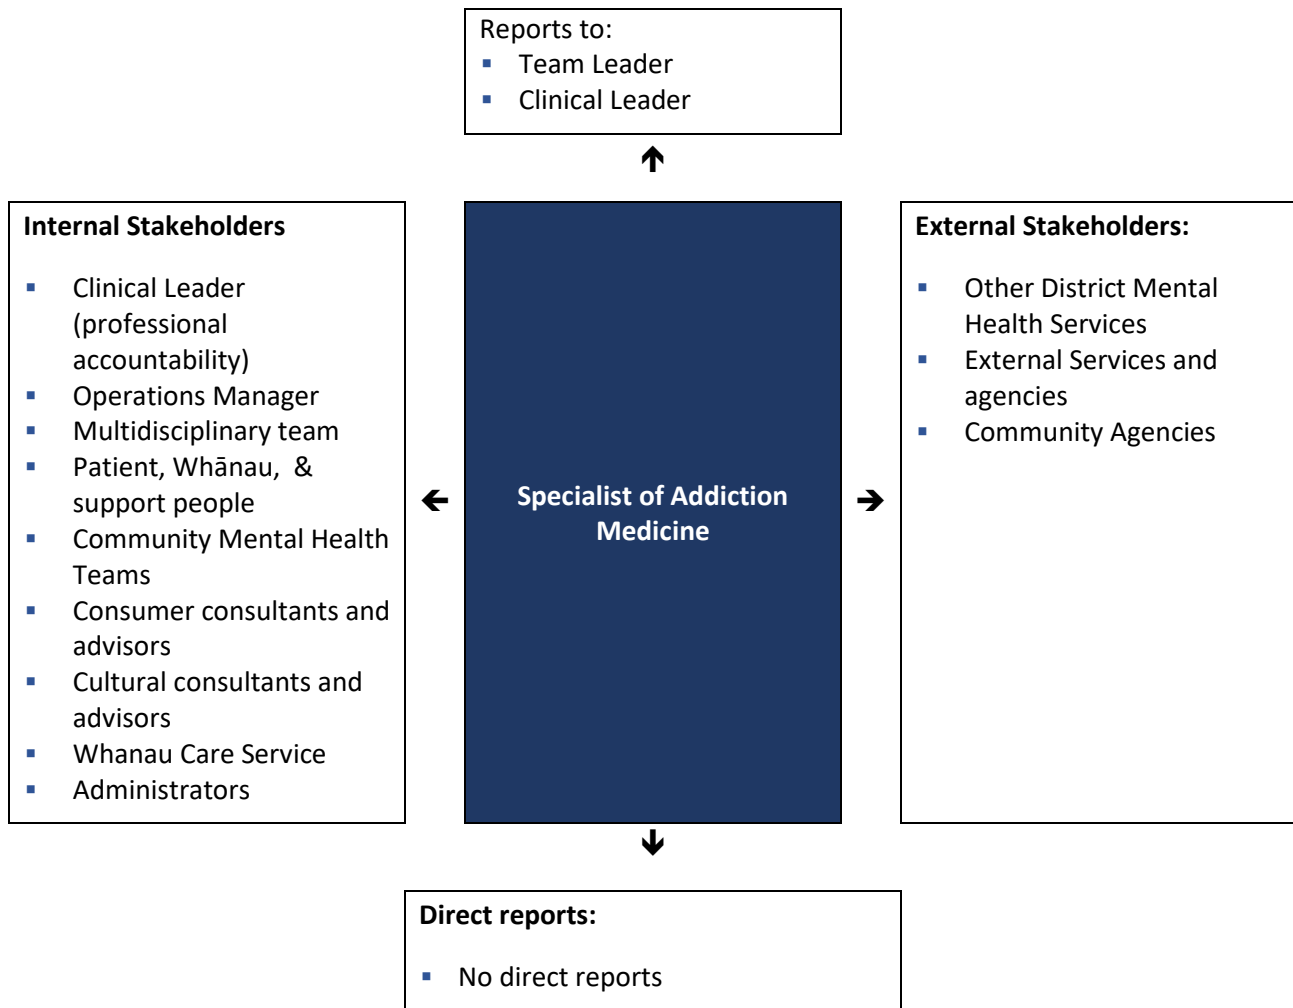 Reports to:
▪ Team Leader
▪ Clinical Leader
Internal Stakeholders
▪ Clinical Leader
(professional
accountability)
▪ Operations Manager
▪ Multidisciplinary team
▪ Patient, Whānau, &
support people
▪ Community Mental Health
Teams
▪ Consumer consultants and
advisors
▪ Cultural consultants and
advisors
▪ Whanau Care Service
▪ Administrators
Specialist of Addiction
Medicine
External Stakeholders:
▪ Other District Mental
Health Services
▪ External Services and
agencies
▪ Community Agencies
Direct reports:
▪ No direct reports